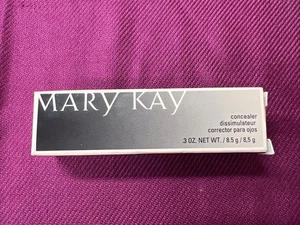 MARY KAY
concealer
dissimulateur
corrector para ojos
.3 OZ. NET WT. / 8.5 g / 8,5 g